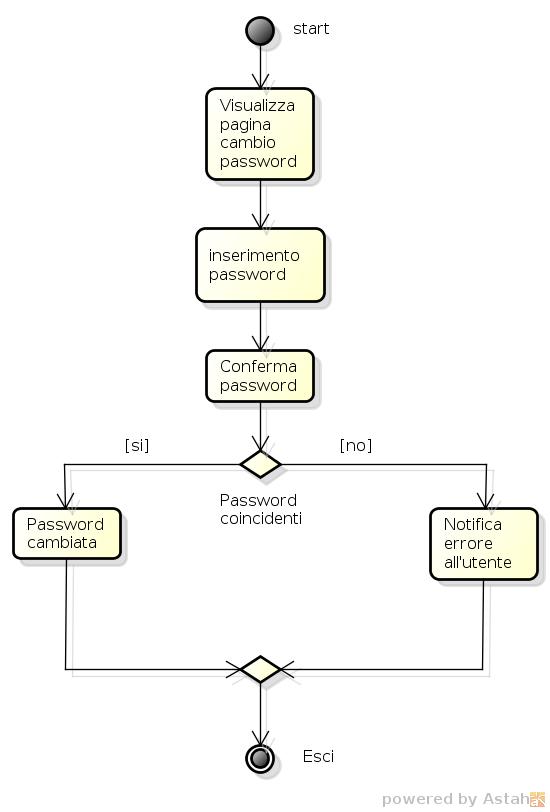 start
Visualizza
pagina
cambio
password
inserimento
password
Conferma
password
[si]
[no]
Password
coincidenti
Password
cambiata
Notifica
errore
all'utente
Esci
powered by Astah